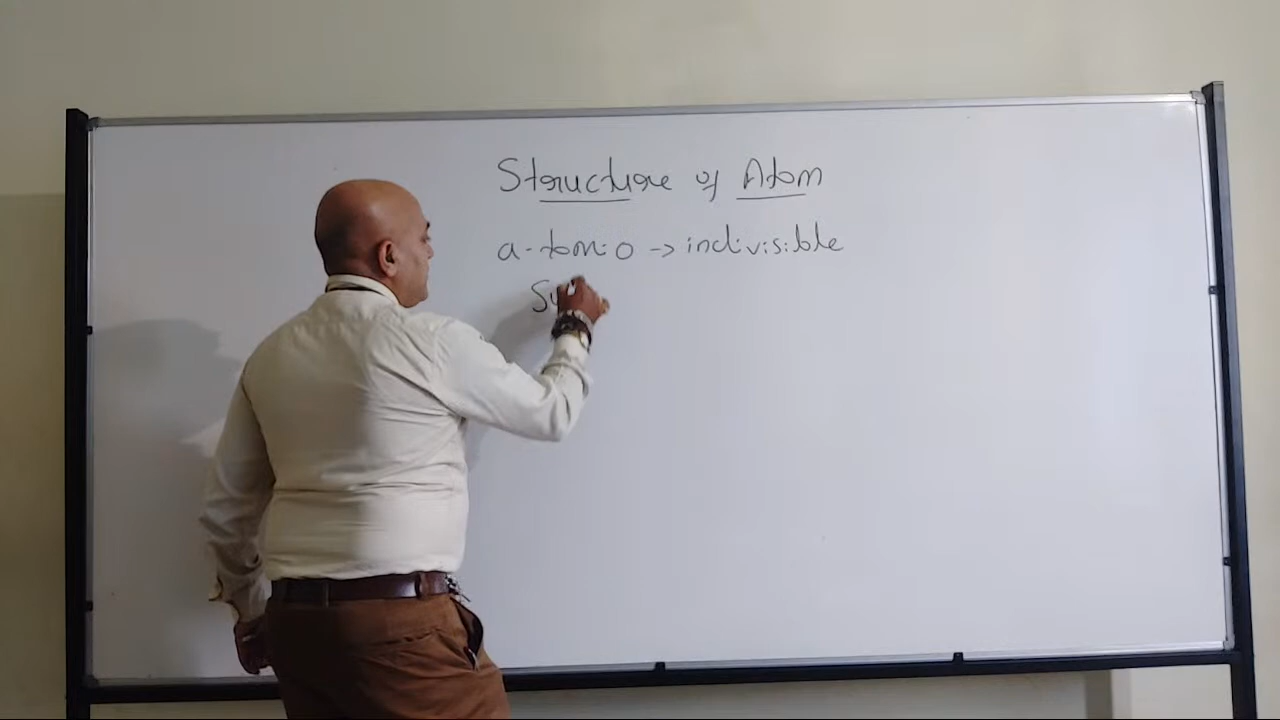 Structure of Atom
a-tomio → indivisible
Su